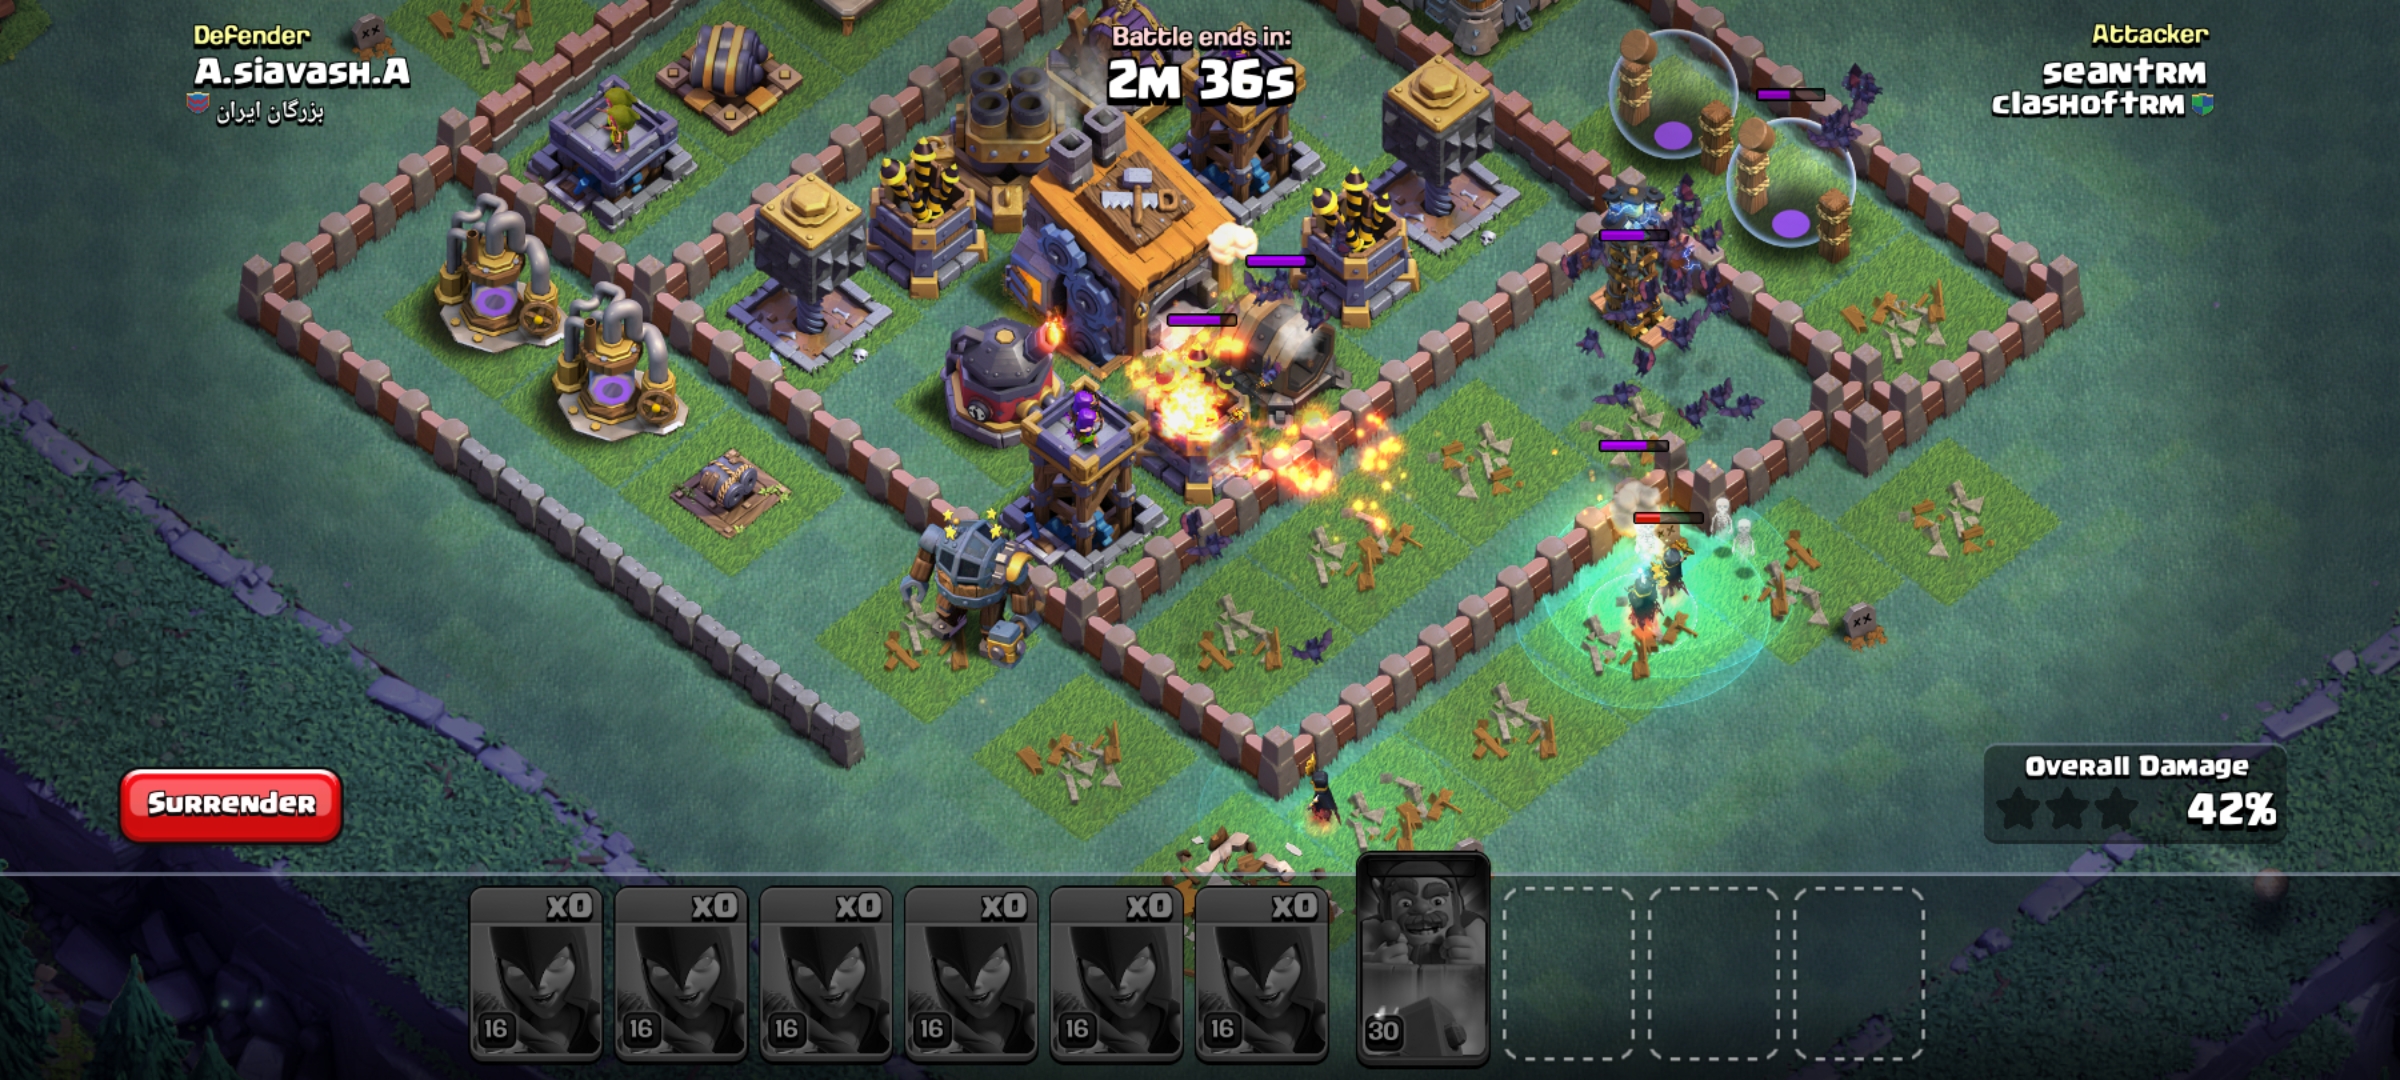 Defender
A.siavash.A
بزرگان ایران
Battle ends in:
2M 36s
Attacker
seantRM
clashoftRM
Surrender
Overall Damage
42%
x0
x0
x0
x0
x0
x0
16
16
16
16
16
16
30